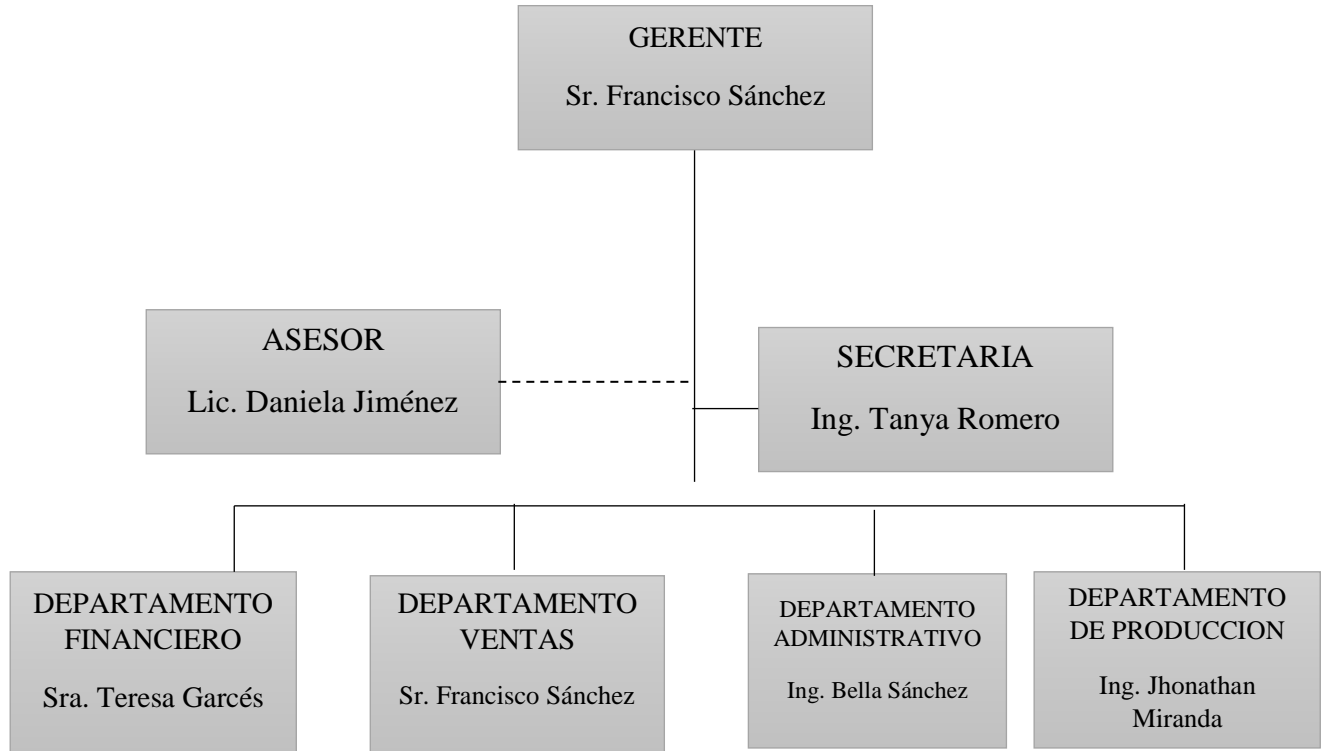 GERENTE
Sr. Francisco Sánchez
ASESOR
Lic. Daniela Jiménez
SECRETARIA
Ing. Tanya Romero
DEPARTAMENTO
FINANCIERO
Sra. Teresa Garcés
DEPARTAMENTO
VENTAS
Sr. Francisco Sánchez
DEPARTAMENTO
ADMINISTRATIVO
Ing. Bella Sánchez
DEPARTAMENTO
DE PRODUCCION
Ing. Jhonathan
Miranda